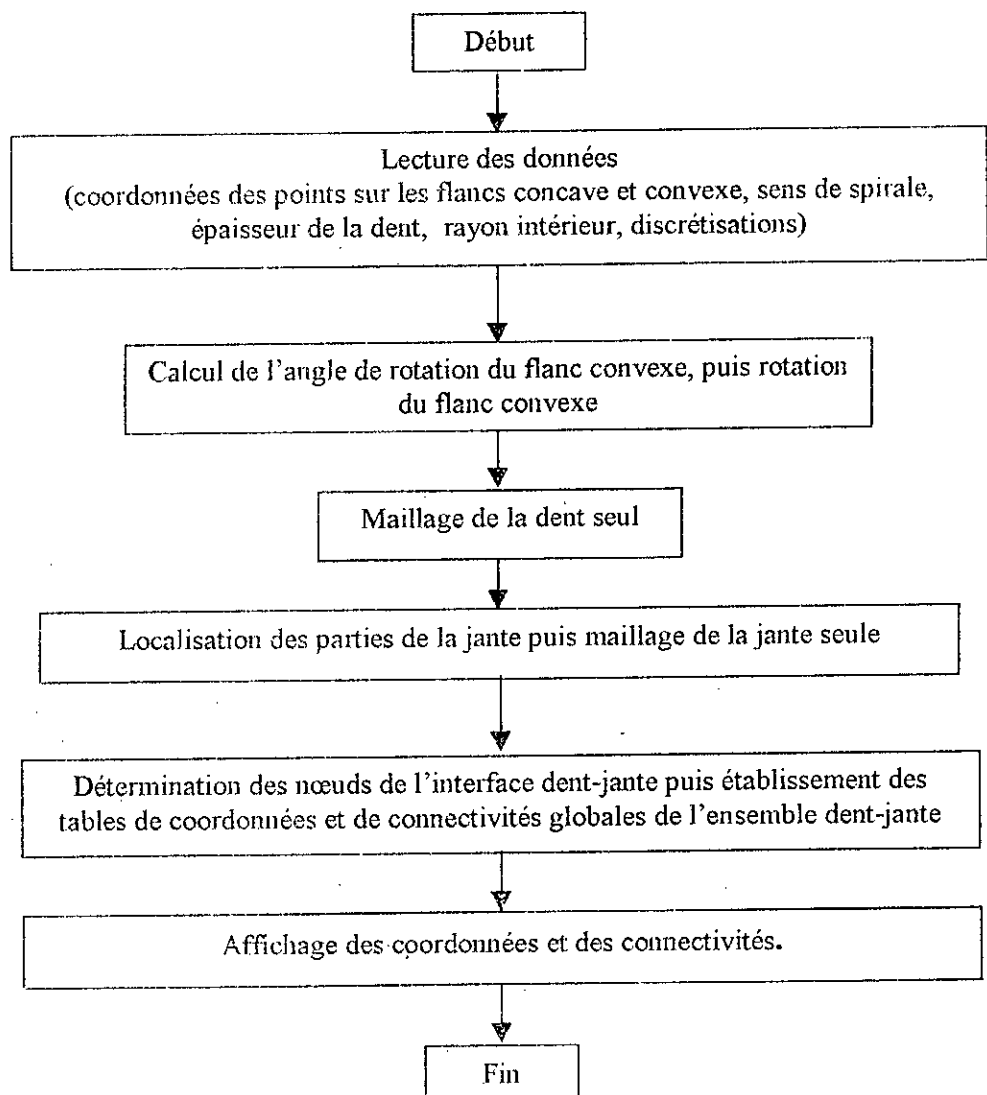 Début
Lecture des données
(coordonnées des points sur les flancs concave et convexe, sens de spirale,
épaisseur de la dent, rayon intérieur, discrétisations)
Calcul de l'angle de rotation du flanc convexe, puis rotation
du flanc convexe
Maillage de la dent seul
Localisation des parties de la jante puis maillage de la jante seule
Détermination des nœuds de l'interface dent-jante puis établissement des
tables de coordonnées et de connectivités globales de l'ensemble dent-jante
Affichage des coordonnées et des connectivités.
Fin